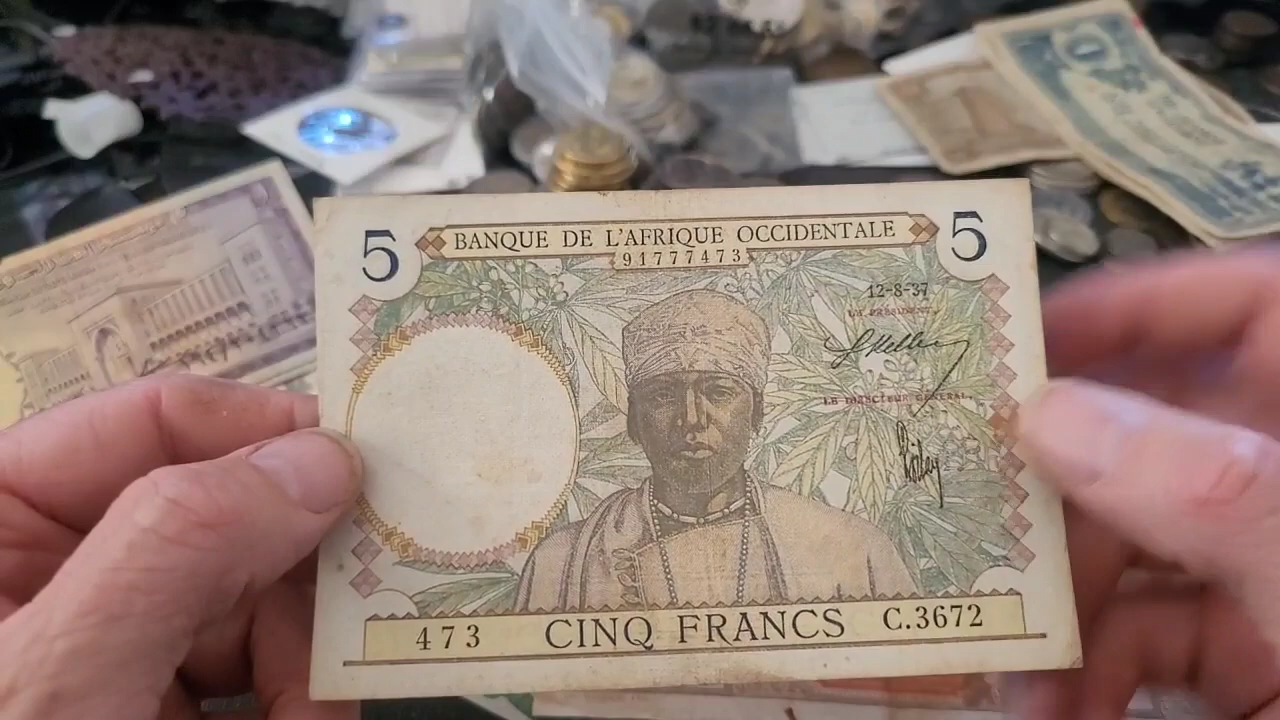 5
BANQUE DE L'AFRIQUE OCCIDENTALE
5
91777473
12-8-37
LE PRÉSIDENT,
LE DIRECTEUR GÉNÉRAL,
473
CINQ FRANCS
C.3672
1